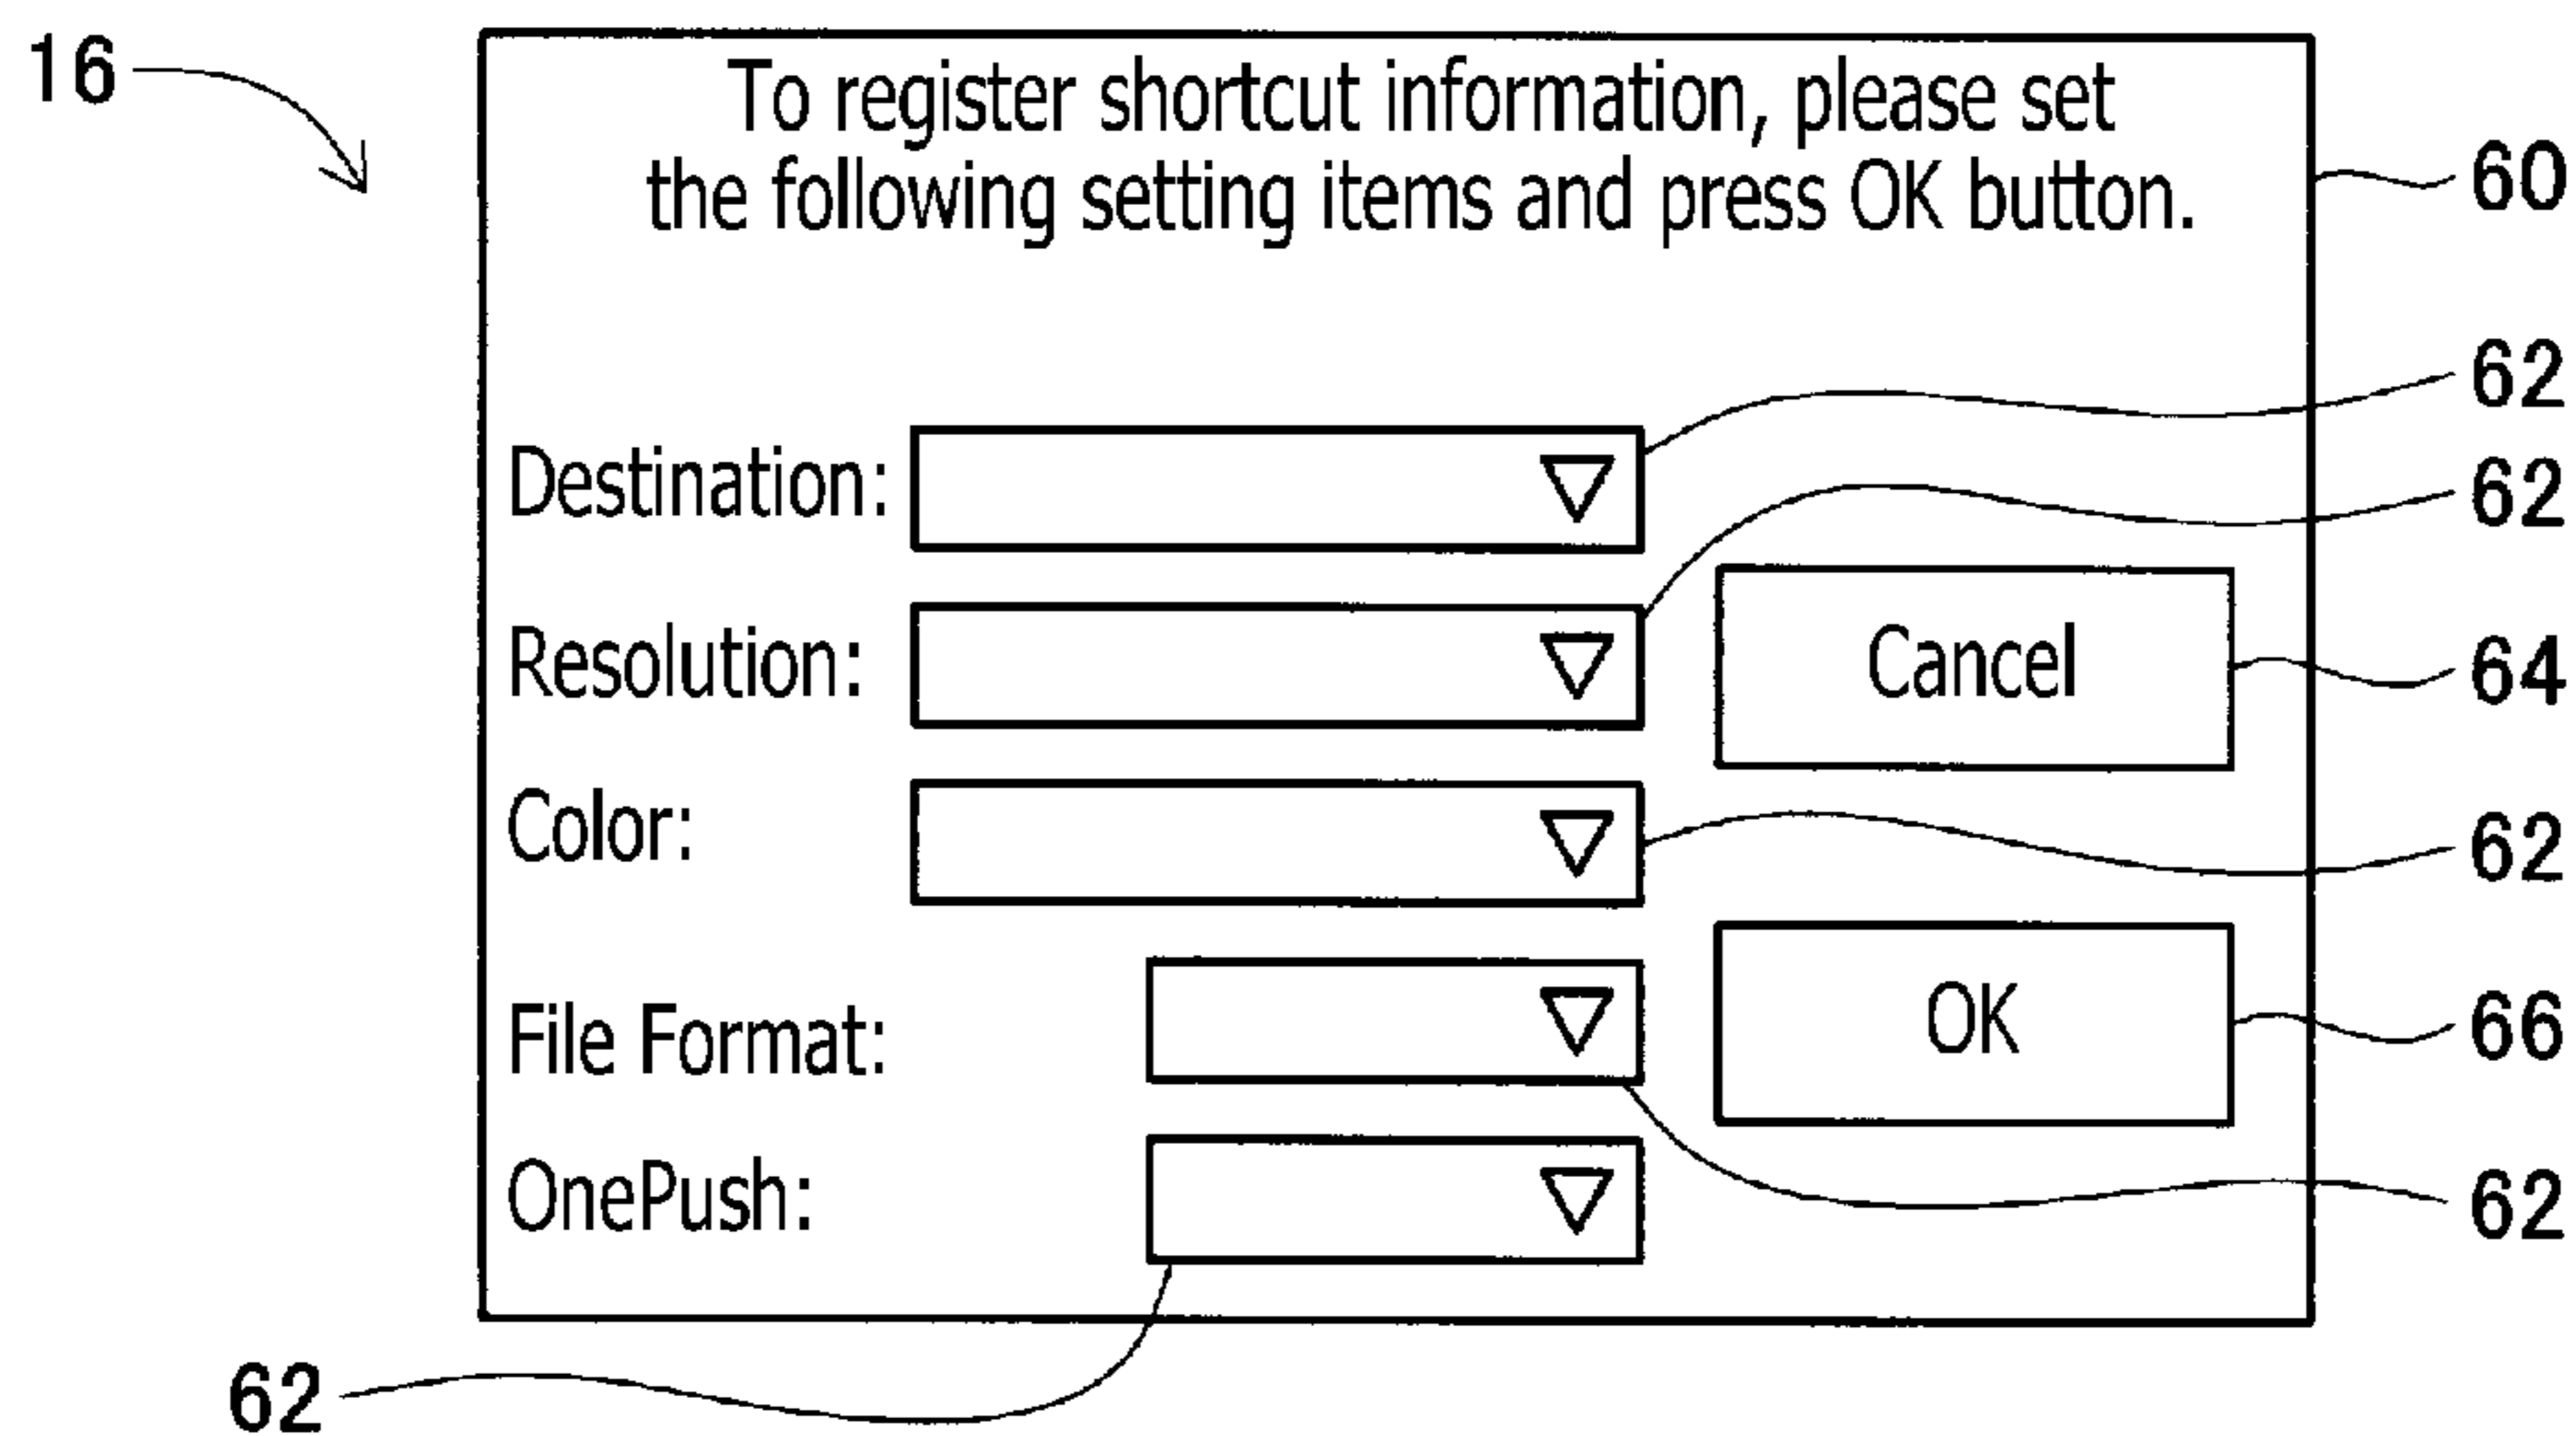 16
To register shortcut information, please set
the following setting items and press OK button.
60
62
Destination:
62
Resolution:
Cancel
64
Color:
62
File Format:
OK
66
OnePush:
62
62